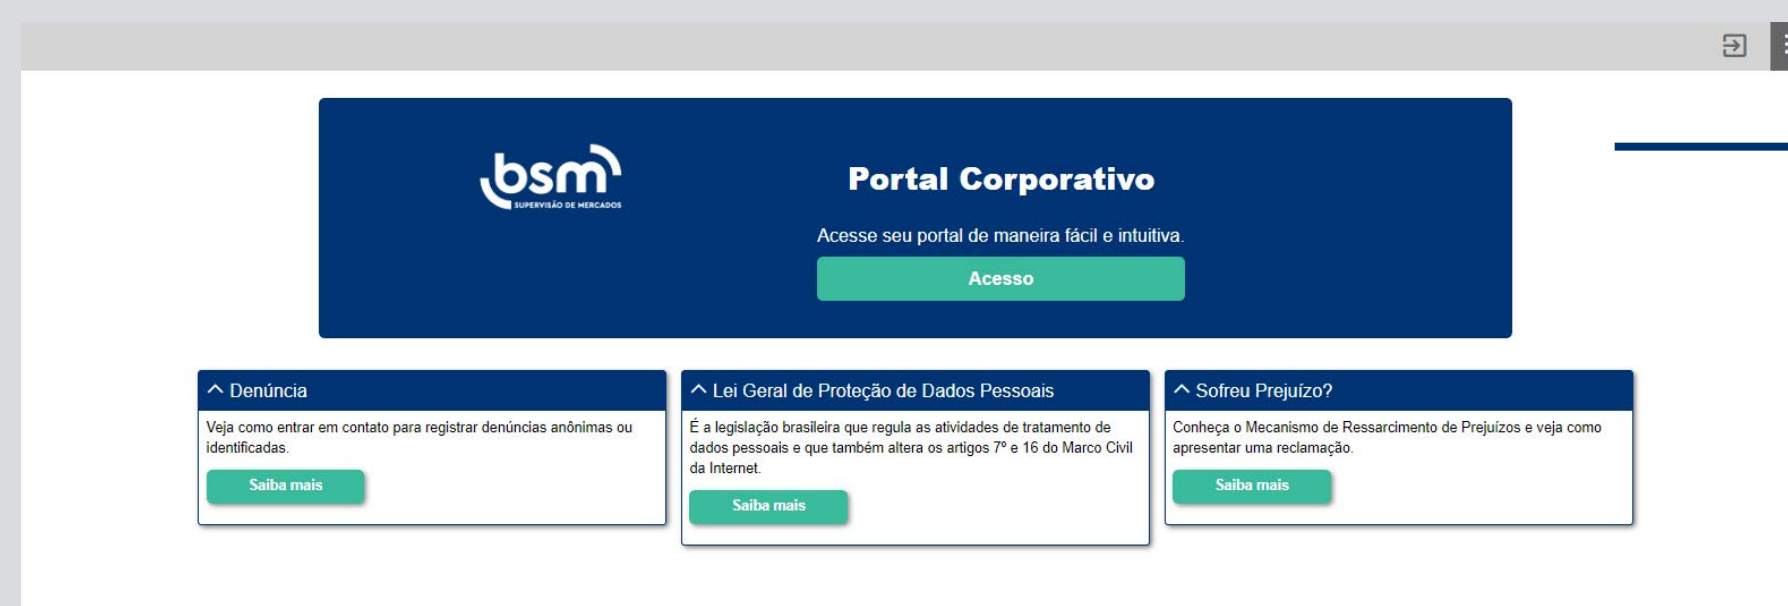 bsm
SUPERVISÃO DE MERCADOS
Portal Corporativo
Acesse seu portal de maneira fácil e intuitiva.
Acesso
Denúncia
Veja como entrar em contato para registrar denúncias anônimas ou
identificadas.
Saiba mais
Lei Geral de Proteção de Dados Pessoais
É a legislação brasileira que regula as atividades de tratamento de
dados pessoais e que também altera os artigos 7º e 16 do Marco Civil
da Internet.
Saiba mais
Sofreu Prejuízo?
Conheça o Mecanismo de Ressarcimento de Prejuízos e veja como
apresentar uma reclamação.
Saiba mais